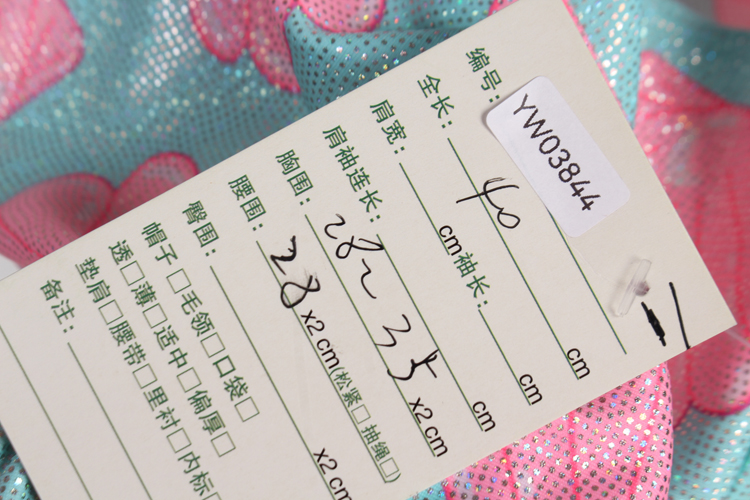 编号: YW03844
全长: 40 cm
肩宽: cm 袖长: cm
肩袖连长: cm
胸围: 28 35 x2 cm
腰围: 28 x2 cm (松紧□ 抽绳□)
臀围: x2 cm
帽子 □毛领□口袋□
透□薄□适中□偏厚□
垫肩□腰带□里衬□内标□
备注: